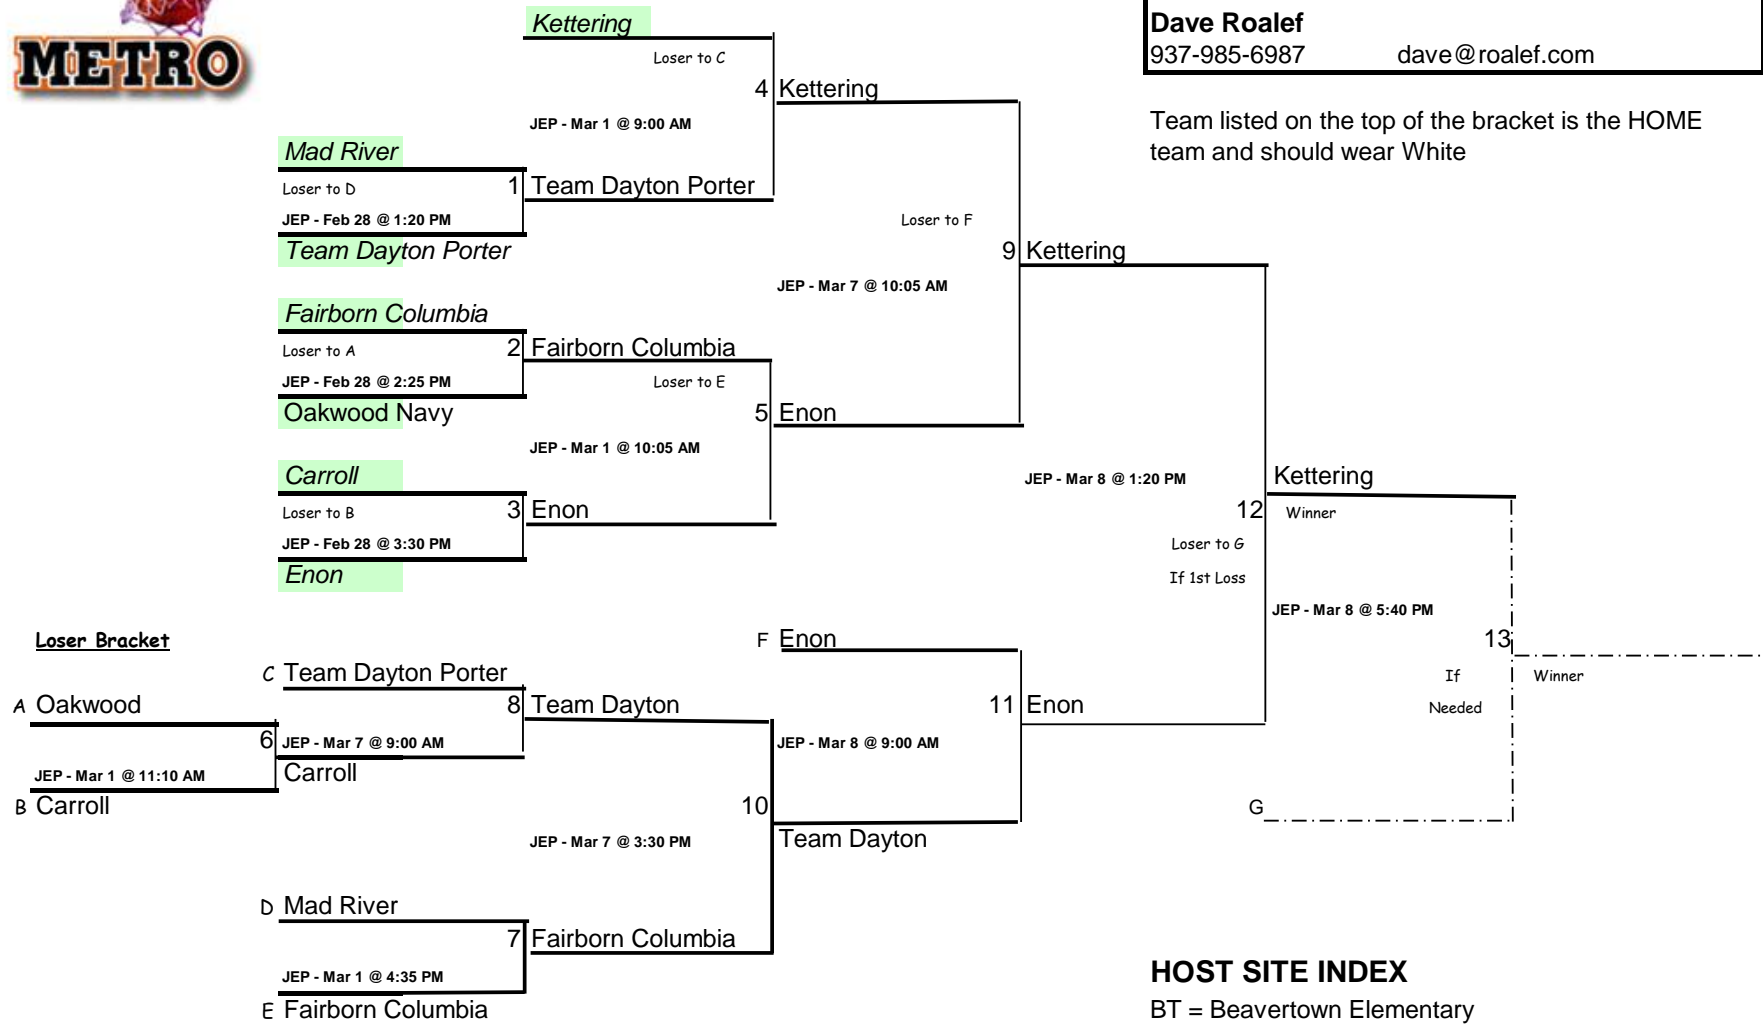 METRO
Kettering
Loser to C
4 Kettering
JEP - Mar 1 @ 9:00 AM
Mad River
Loser to D
1 Team Dayton Porter
JEP - Feb 28 @ 1:20 PM
Team Dayton Porter
Loser to F
9 Kettering
JEP - Mar 7 @ 10:05 AM
Fairborn Columbia
Loser to A
2 Fairborn Columbia
JEP - Feb 28 @ 2:25 PM
Loser to E
Oakwood Navy
5 Enon
JEP - Mar 1 @ 10:05 AM
Carroll
Loser to B
3 Enon
JEP - Feb 28 @ 3:30 PM
Enon
JEP - Mar 8 @ 1:20 PM
Kettering
12 Winner
Loser to G
If 1st Loss
JEP - Mar 8 @ 5:40 PM
13
If
Needed
Winner
G
Loser Bracket
F Enon
C Team Dayton Porter
A Oakwood
8 Team Dayton
11 Enon
6 JEP - Mar 7 @ 9:00 AM
JEP - Mar 8 @ 9:00 AM
JEP - Mar 1 @ 11:10 AM
Carroll
B Carroll
10
JEP - Mar 7 @ 3:30 PM
Team Dayton
D Mad River
7 Fairborn Columbia
JEP - Mar 1 @ 4:35 PM
E Fairborn Columbia
Dave Roalef
937-985-6987 dave@roalef.com
Team listed on the top of the bracket is the HOME
team and should wear White
HOST SITE INDEX
BT = Beavertown Elementary